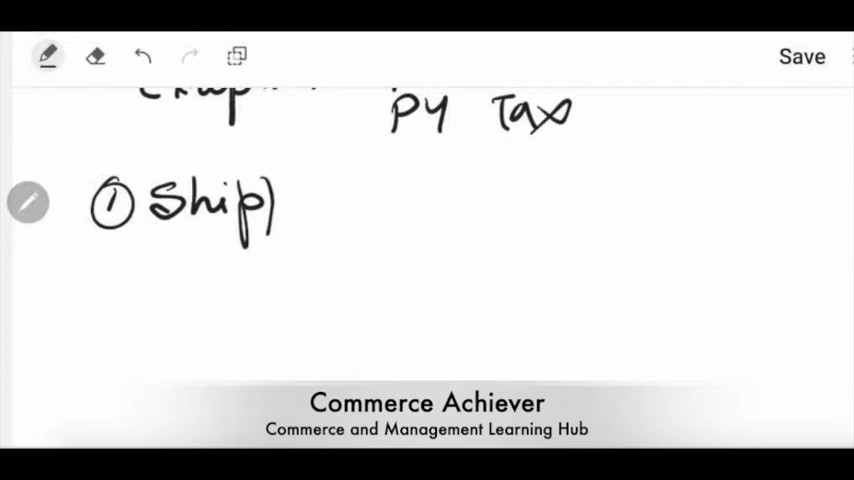 Save
PY Tax
① Ship)
Commerce Achiever
Commerce and Management Learning Hub